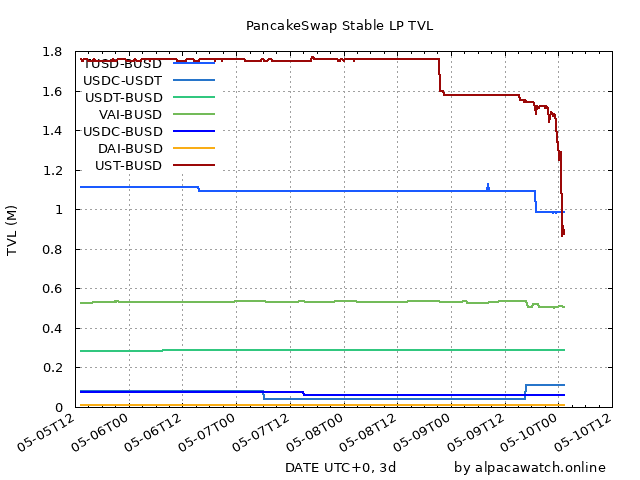 PancakeSwap Stable LP TVL
TVL (M)
1.8
1.6
1.4
1.2
1
0.8
0.6
0.4
0.2
0
TUSD-BUSD
USDC-USDT
USDT-BUSD
VAI-BUSD
USDC-BUSD
DAI-BUSD
UST-BUSD
05-05T12
05-06T00
05-06T12
05-07T00
05-07T12
05-08T00
05-08T12
05-09T00
05-09T12
05-10T00
05-10T12
DATE UTC+0, 3d
by alpacawatch.online